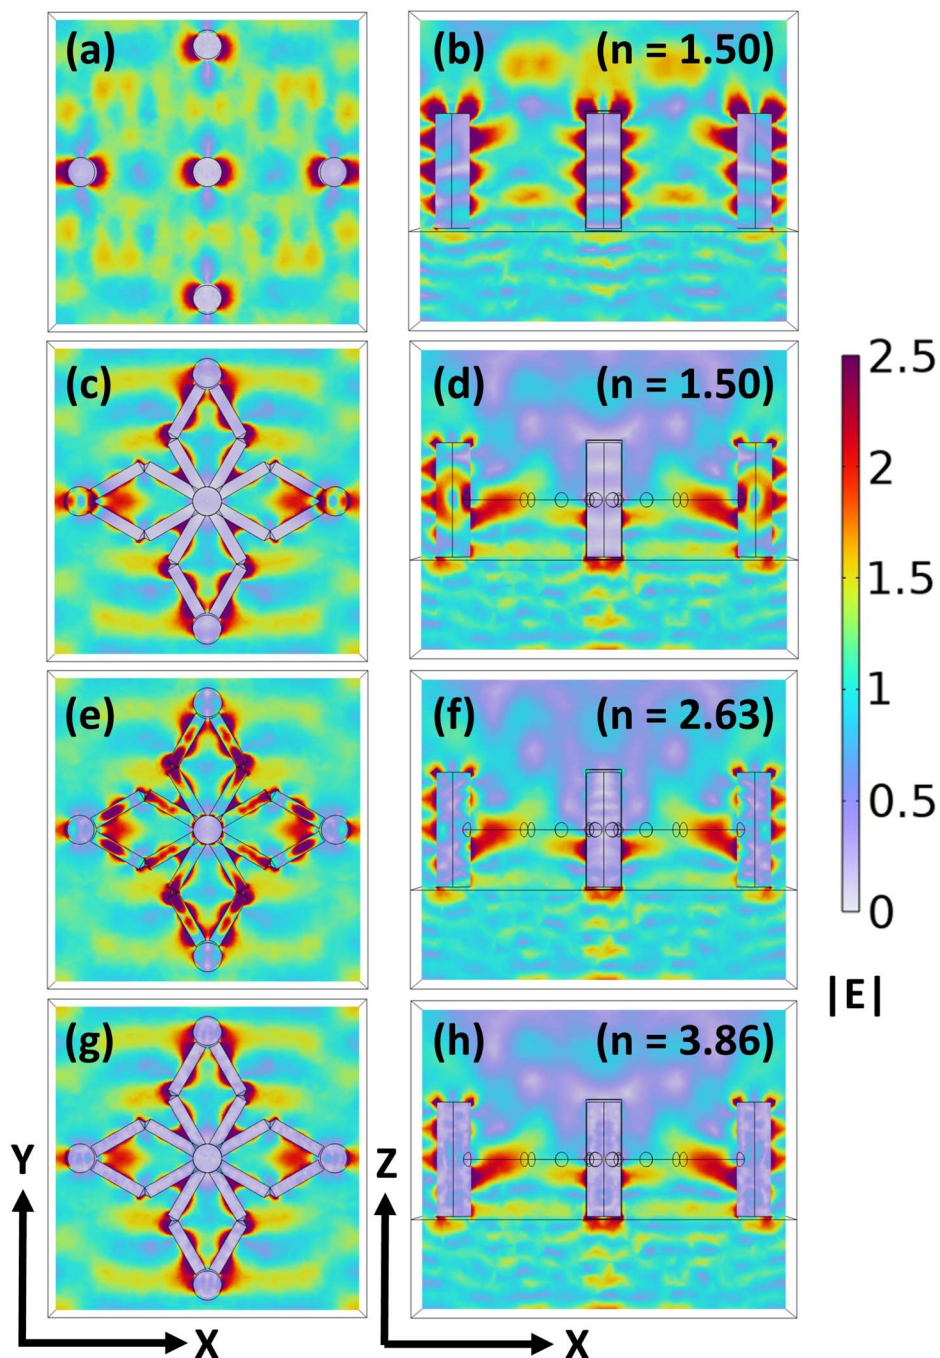 (a)
(b) (n = 1.50)
(c)
(d) (n = 1.50)
2.5
2
1.5
(e)
(f) (n = 2.63)
1
0.5
0
|E|
(g)
(h) (n = 3.86)
Y
Z
X
X